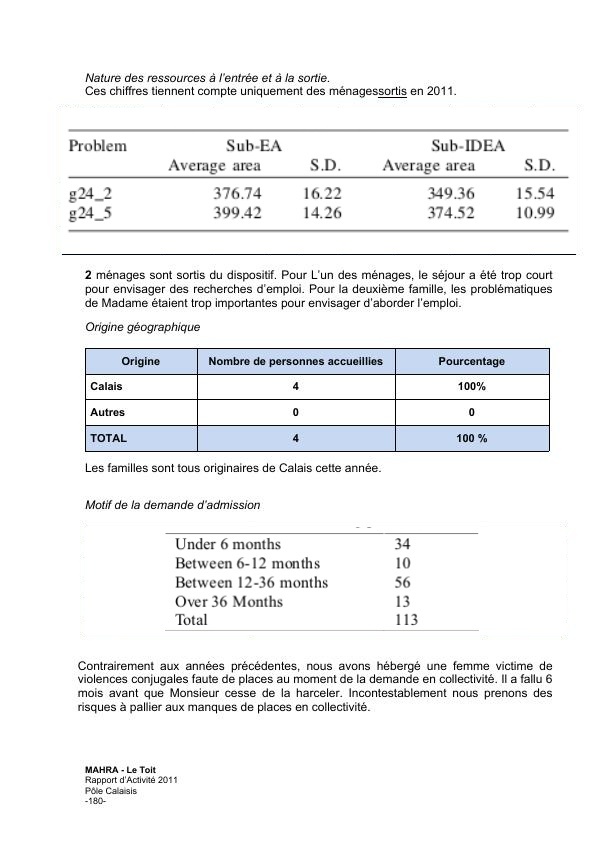 Nature des ressources à l'entrée et à la sortie.
Ces chiffres tiennent compte uniquement des ménagessortis en 2011.
Problem Sub-EA Sub-IDEA
Average area S.D. Average area S.D.
g24_2 376.74 16.22 349.36 15.54
g24_5 399.42 14.26 374.52 10.99
2 ménages sont sortis du dispositif. Pour L'un des ménages, le séjour a été trop court
pour envisager des recherches d'emploi. Pour la deuxième famille, les problématiques
de Madame étaient trop importantes pour envisager d'aborder l'emploi.
Origine géographique
Origine Nombre de personnes accueillies Pourcentage
Calais 4 100%
Autres 0 0
TOTAL 4 100 %
Les familles sont tous originaires de Calais cette année.
Motif de la demande d'admission
Under 6 months 34
Between 6-12 months 10
Between 12-36 months 56
Over 36 Months 13
Total 113
Contrairement aux années précédentes, nous avons hébergé une femme victime de
violences conjugales faute de places au moment de la demande en collectivité. Il a fallu 6
mois avant que Monsieur cesse de la harceler. Incontestablement nous prenons des
risques à pallier aux manques de places en collectivité.
MAHRA - Le Toit
Rapport d'Activité 2011
Pôle Calaisis
-180-